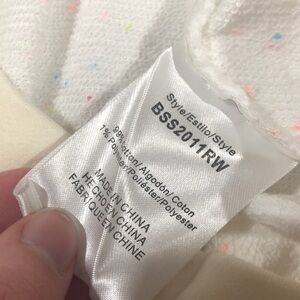 Style/Estilo/Style
BSS2011RW
99%Cotton/Algodón/Coton
1% Polyester/Poliéster/Polyester
MADE IN CHINA
HECHO EN CHINA
FABRIQUÉ EN CHINE